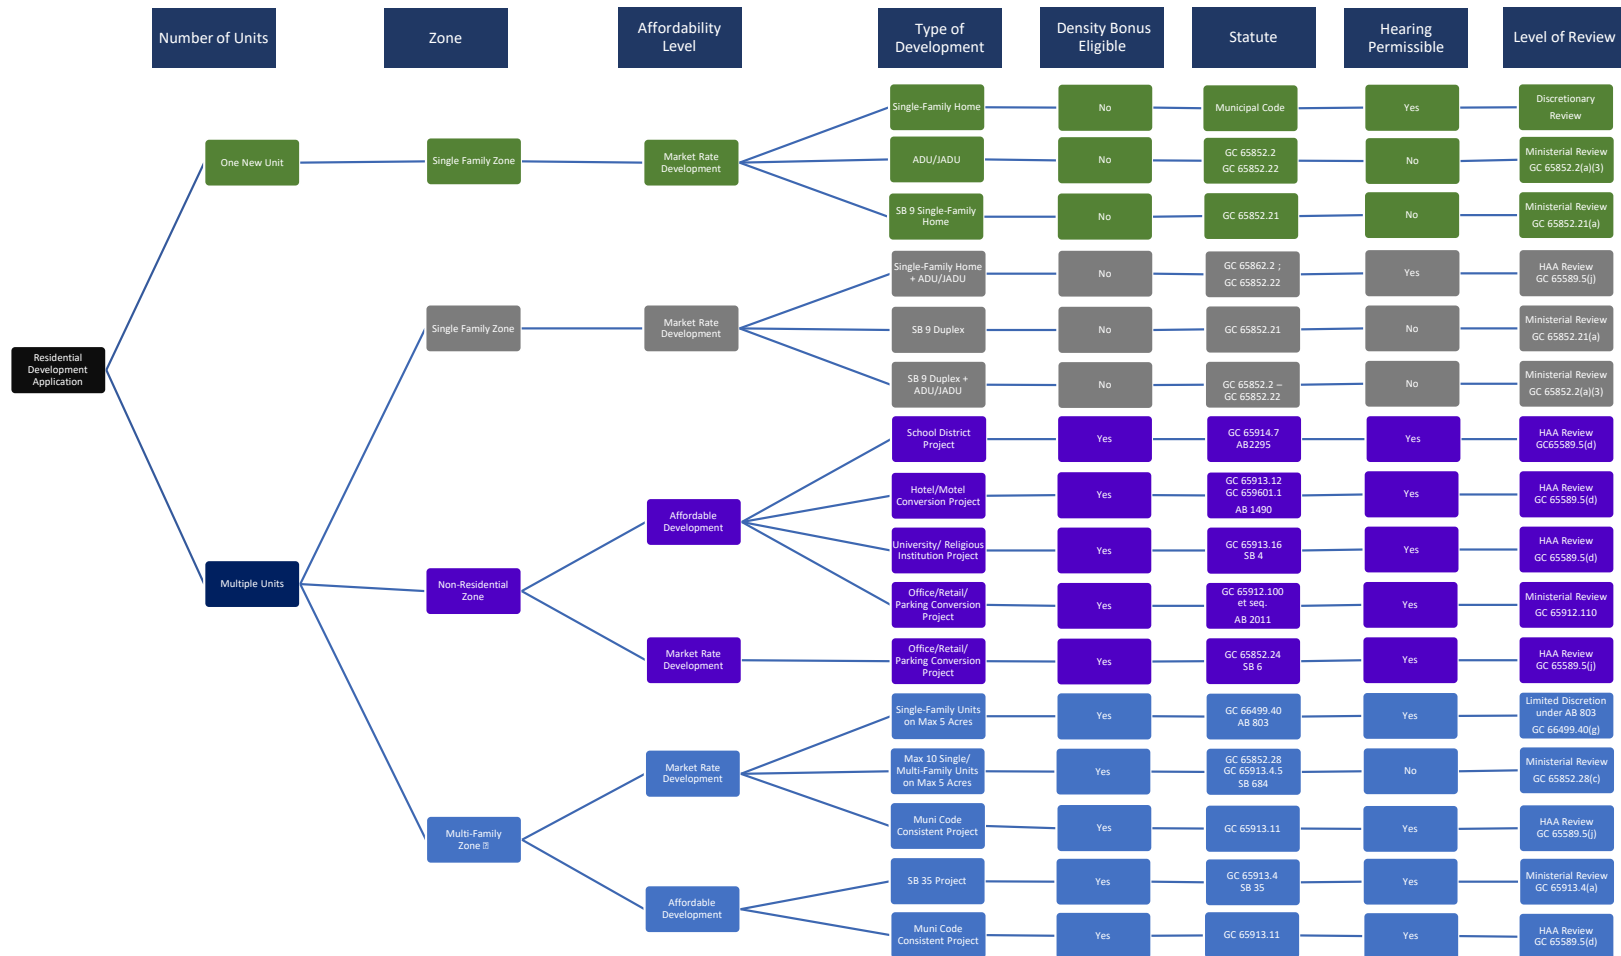 Number of Units
Zone
Affordability
Level
Type of
Development
Density Bonus
Eligible
Statute
Hearing
Permissible
Level of Review
Residential
Development
Application
One New Unit
Single Family Zone
Market Rate
Development
Single-Family Home
No
Municipal Code
Yes
Discretionary
Review
ADU/JADU
No
GC 65852.2
GC 65852.22
No
Ministerial Review
GC 65852.2(a)(3)
SB 9 Single-Family
Home
No
GC 65852.21
No
Ministerial Review
GC 65852.21(a)
Multiple Units
Single Family Zone
Market Rate
Development
Single-Family Home
+ ADU/JADU
No
GC 65862.2 ;
GC 65852.22
Yes
HAA Review
GC 65589.5(j)
SB 9 Duplex
No
GC 65852.21
No
Ministerial Review
GC 65852.21(a)
SB 9 Duplex +
ADU/JADU
No
GC 65852.2 –
GC 65852.22
No
Ministerial Review
GC 65852.2(a)(3)
Non-Residential
Zone
Affordable
Development
School District
Project
Yes
GC 65914.7
AB2295
Yes
HAA Review
GC65589.5(d)
Hotel/Motel
Conversion Project
Yes
GC 65913.12
GC 659601.1
AB 1490
Yes
HAA Review
GC 65589.5(d)
University/ Religious
Institution Project
Yes
GC 65913.16
SB 4
Yes
HAA Review
GC 65589.5(d)
Office/Retail/
Parking Conversion
Project
Yes
GC 65912.100
et seq.
AB 2011
Yes
Ministerial Review
GC 65912.110
Market Rate
Development
Office/Retail/
Parking Conversion
Project
Yes
GC 65852.24
SB 6
Yes
HAA Review
GC 65589.5(j)
Multi-Family
Zone
Market Rate
Development
Single-Family Units
on Max 5 Acres
Yes
GC 66499.40
AB 803
Yes
Limited Discretion
under AB 803
GC 66499.40(g)
Max 10 Single/
Multi-Family Units
on Max 5 Acres
Yes
GC 65852.28
GC 65913.4.5
SB 684
No
Ministerial Review
GC 65852.28(c)
Muni Code
Consistent Project
Yes
GC 65913.11
Yes
HAA Review
GC 65589.5(j)
Affordable
Development
SB 35 Project
Yes
GC 65913.4
SB 35
Yes
Ministerial Review
GC 65913.4(a)
Muni Code
Consistent Project
Yes
GC 65913.11
Yes
HAA Review
GC 65589.5(d)